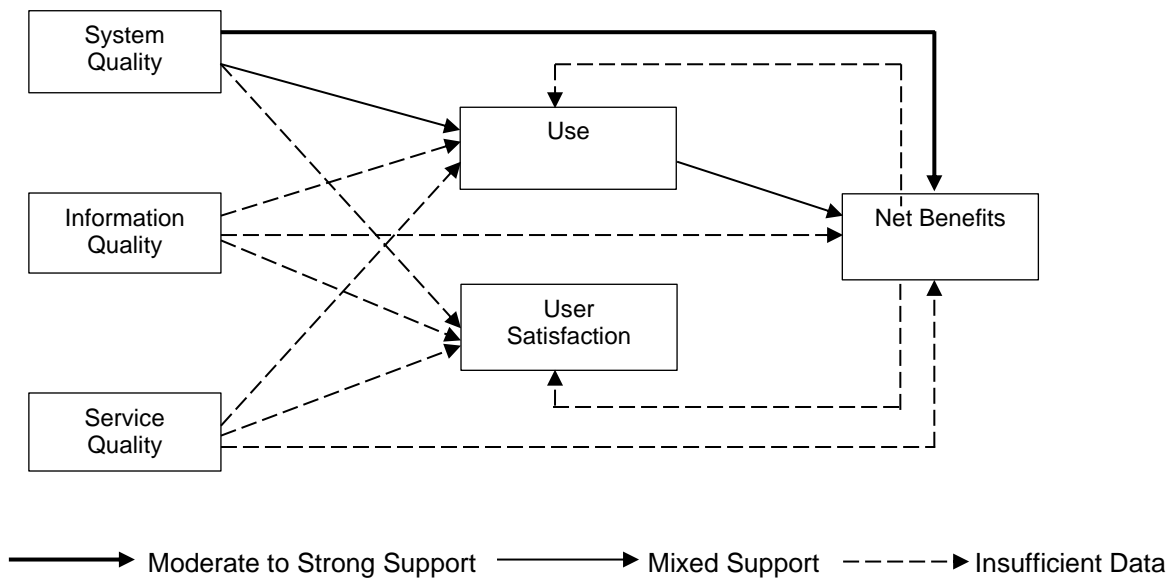 System
Quality
Use
Information
Quality
Net Benefits
User
Satisfaction
Service
Quality
Moderate to Strong Support
Mixed Support
Insufficient Data